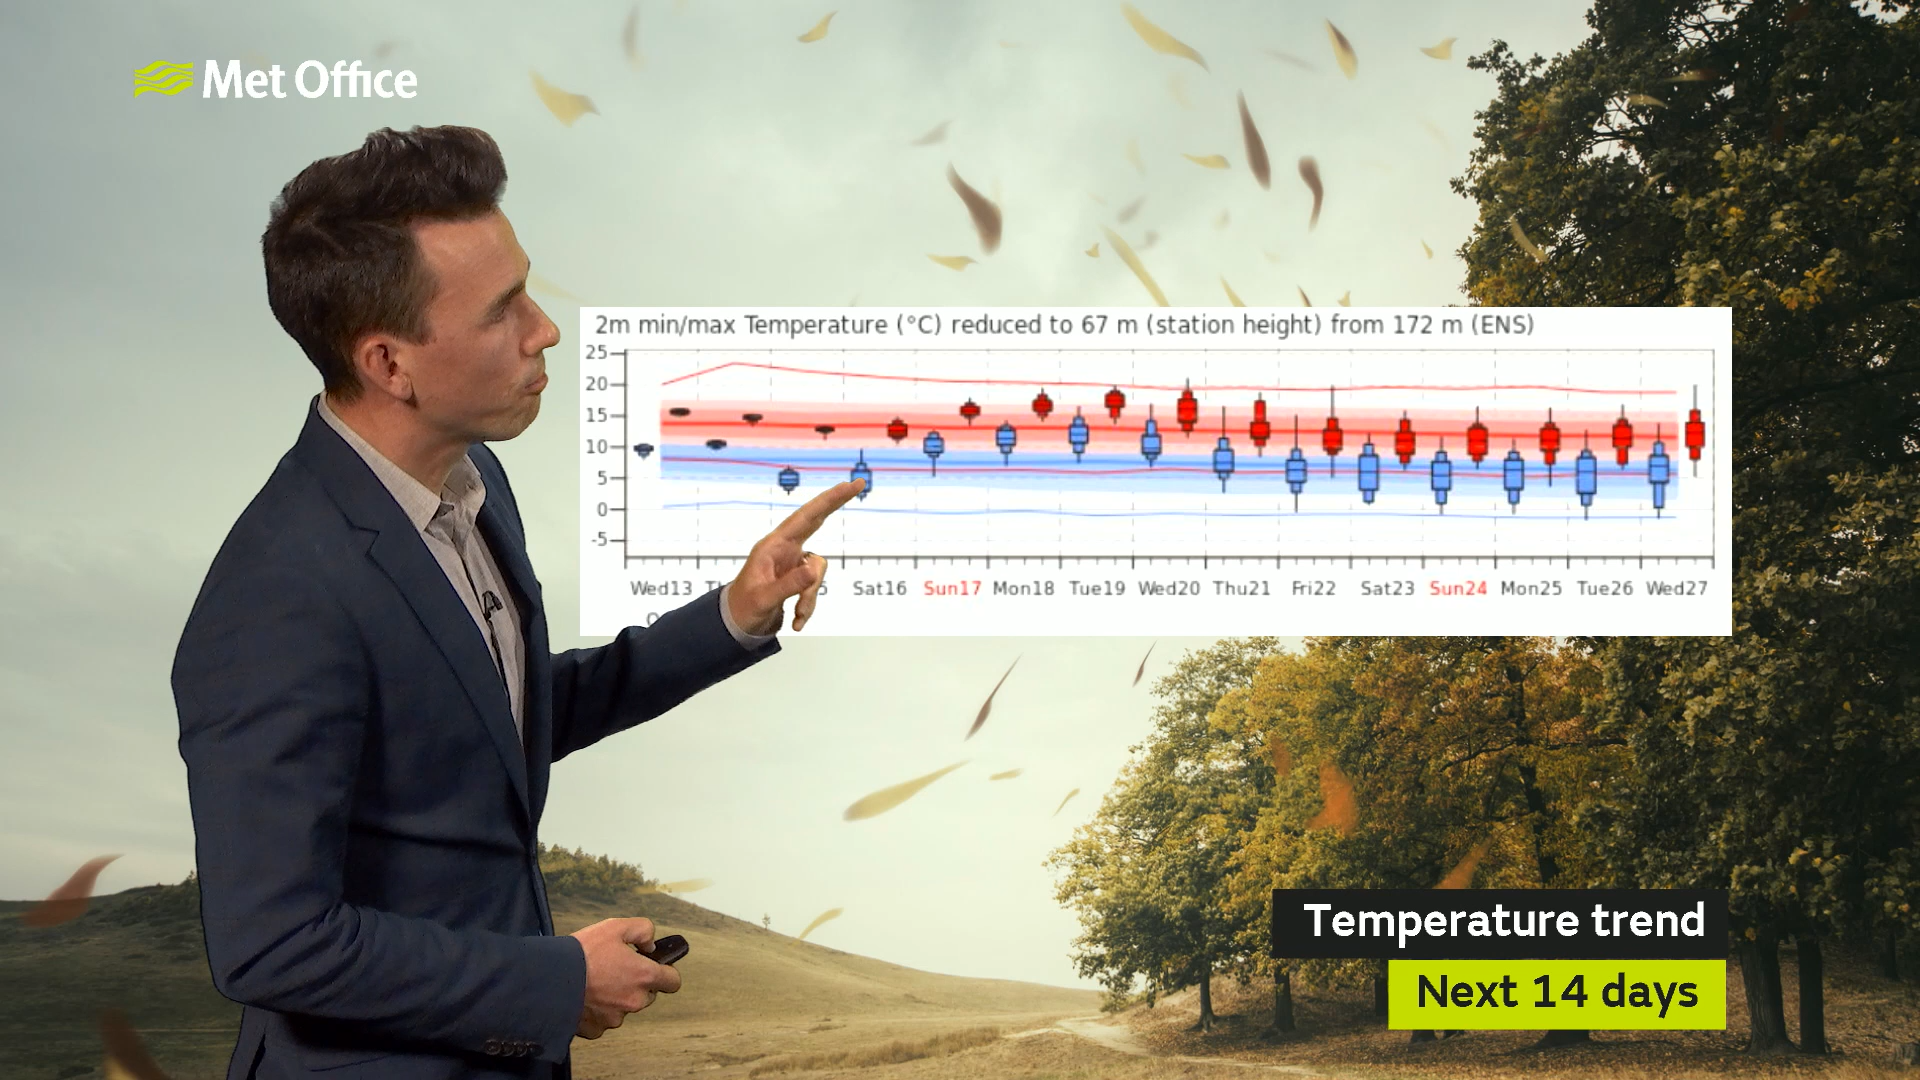 Met Office
2m min/max Temperature (°C) reduced to 67 m (station height) from 172 m (ENS)
25
20
15
10
5
0
-5
Wed13 Sat16 Sun17 Mon18 Tue19 Wed20 Thu21 Fri22 Sat23 Sun24 Mon25 Tue26 Wed27
Temperature trend
Next 14 days